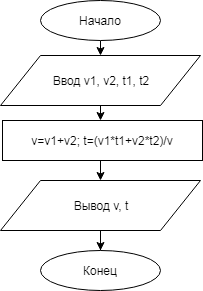 Начало
Ввод v1, v2, t1, t2
v=v1+v2; t=(v1*t1+v2*t2)/v
Вывод v, t
Конец